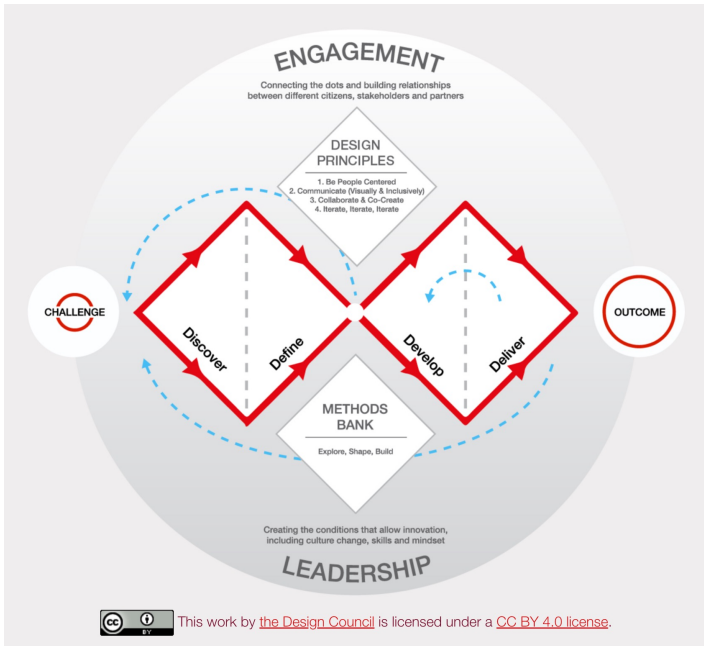 ENGAGEMENT
Connecting the dots and building relationships
between different citizens, stakeholders and partners
DESIGN
PRINCIPLES
1. Be People Centered
2. Communicate (Visually & Inclusively)
3. Collaborate & Co-Create
4. Iterate, Iterate, Iterate
CHALLENGE
OUTCOME
Discover
Define
Develop
Deliver
METHODS
BANK
Explore, Shape, Build
Creating the conditions that allow innovation,
including culture change, skills and mindset
LEADERSHIP
cc
BY
This work by the Design Council is licensed under a CC BY 4.0 license.